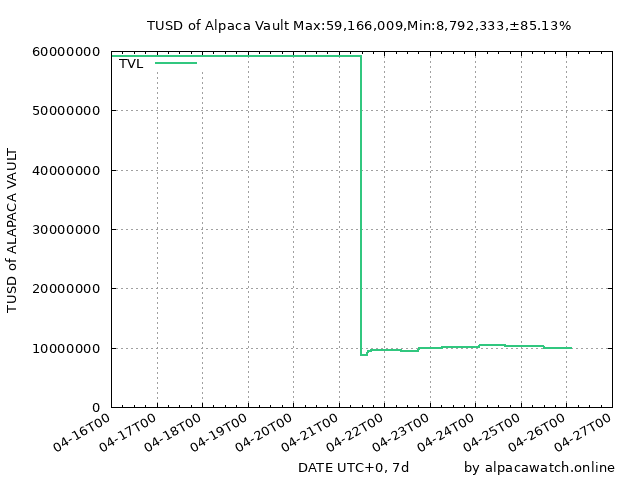 TUSD of Alpaca Vault Max:59,166,009,Min:8,792,333,±85.13%
TUSD of ALAPACA VAULT
TVL
60000000
50000000
40000000
30000000
20000000
10000000
0
04-16T00
04-17T00
04-18T00
04-19T00
04-20T00
04-21T00
04-22T00
04-23T00
04-24T00
04-25T00
04-26T00
04-27T00
DATE UTC+0, 7d
by alpacawatch.online